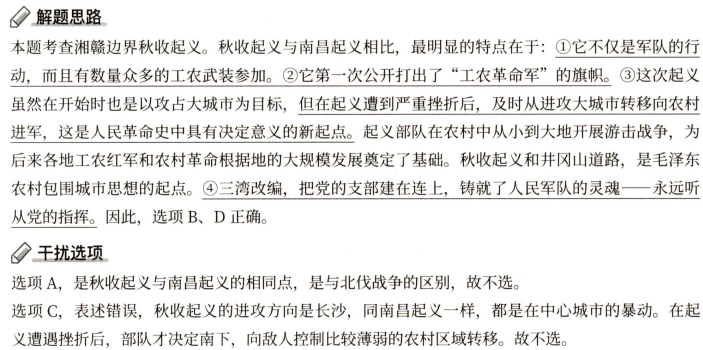 解题思路
本题考查湘赣边界秋收起义。秋收起义与南昌起义相比，最明显的特点在于：①它不仅是军队的行
动，而且有数量众多的工农武装参加。②它第一次公开打出了“工农革命军”的旗帜。③这次起义
虽然在开始时也是以攻占大城市为目标，但在起义遭到严重挫折后，及时从进攻大城市转移向农村
进军，这是人民革命史中具有决定意义的新起点。起义部队在农村中从小到大地开展游击战争，为
后来各地工农红军和农村革命根据地的大规模发展奠定了基础。秋收起义和井冈山道路，是毛泽东
农村包围城市思想的起点。④三湾改编，把党的支部建在连上，铸就了人民军队的灵魂——永远听
从党的指挥。因此，选项 B、D 正确。
干扰选项
选项 A，是秋收起义与南昌起义的相同点，是与北伐战争的区别，故不选。
选项 C，表述错误，秋收起义的进攻方向是长沙，同南昌起义一样，都是在中心城市的暴动。在起
义遭遇挫折后，部队才决定南下，向敌人控制比较薄弱的农村区域转移。故不选。